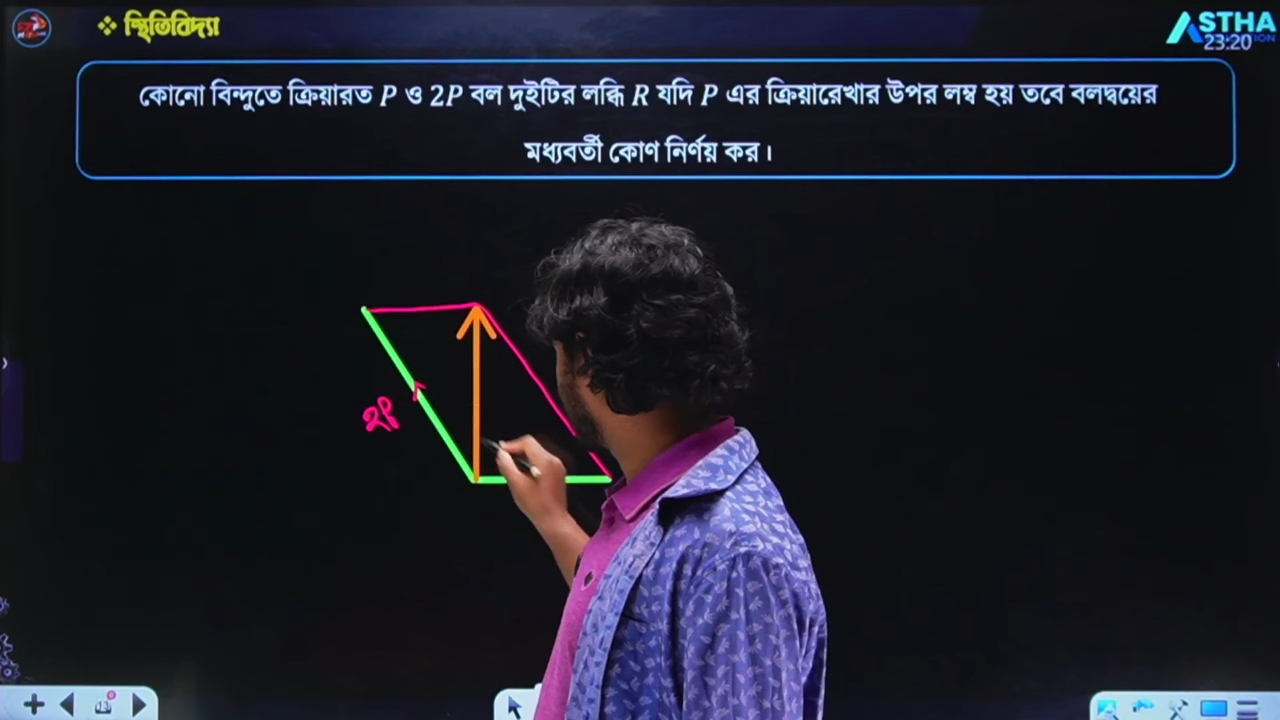 ❖ স্থিতিবিদ্যা
ASTHA
23:20
কোনো বিন্দুতে ক্রিয়ারত P ও 2P বল দুইটির লব্ধি R যদি P এর ক্রিয়ারেখার উপর লম্ব হয় তবে বলদ্বয়ের
মধ্যবর্তী কোণ নির্ণয় কর।
2P
13